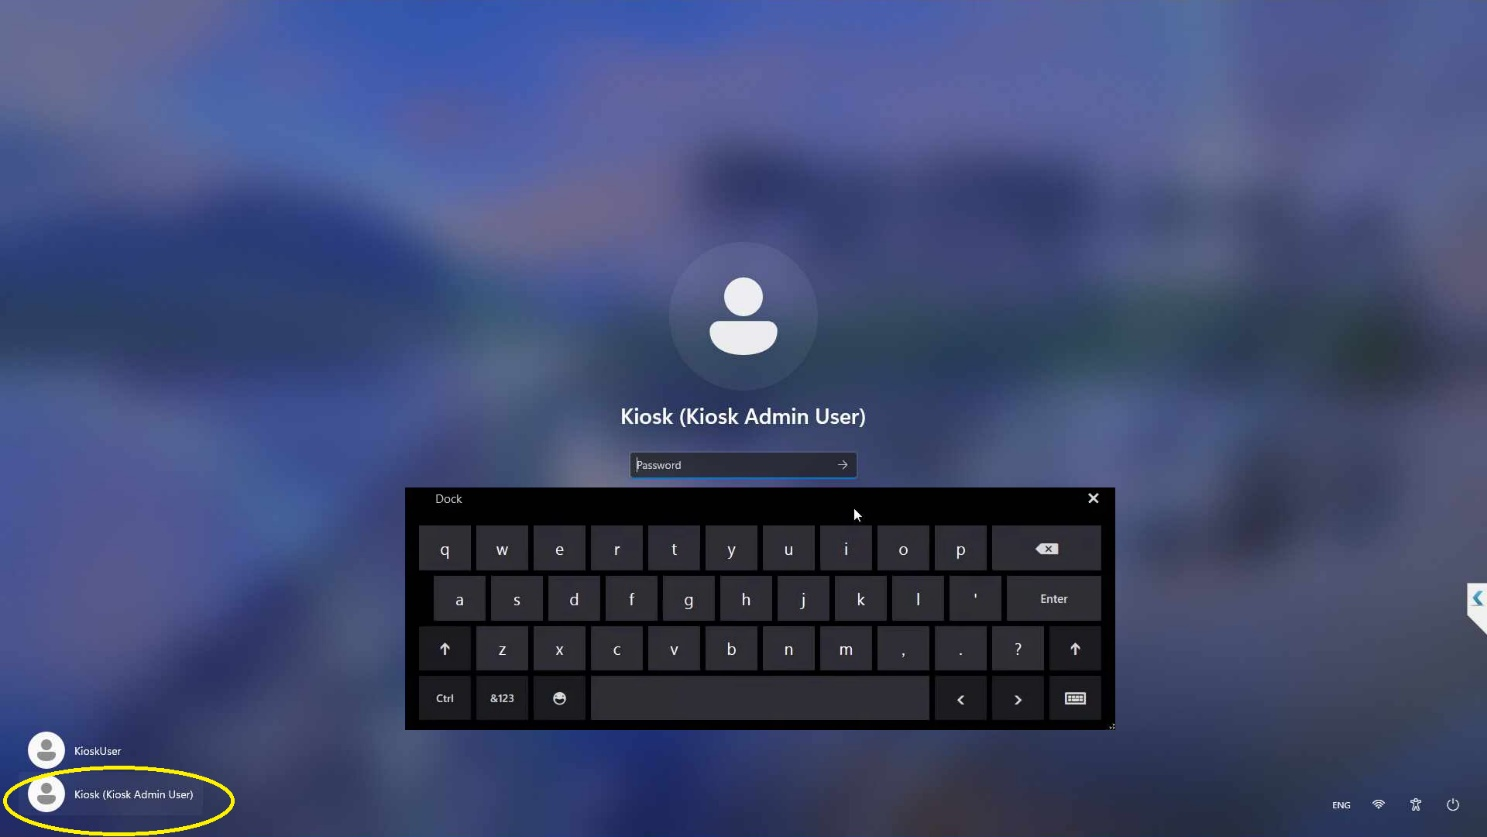 Kiosk (Kiosk Admin User)
Password
Dock
q w e r t y u i o p
a s d f g h j k l ' Enter
z x c v b n m , . ?
Ctrl &123 < >
KioskUser
Kiosk (Kiosk Admin User)
ENG